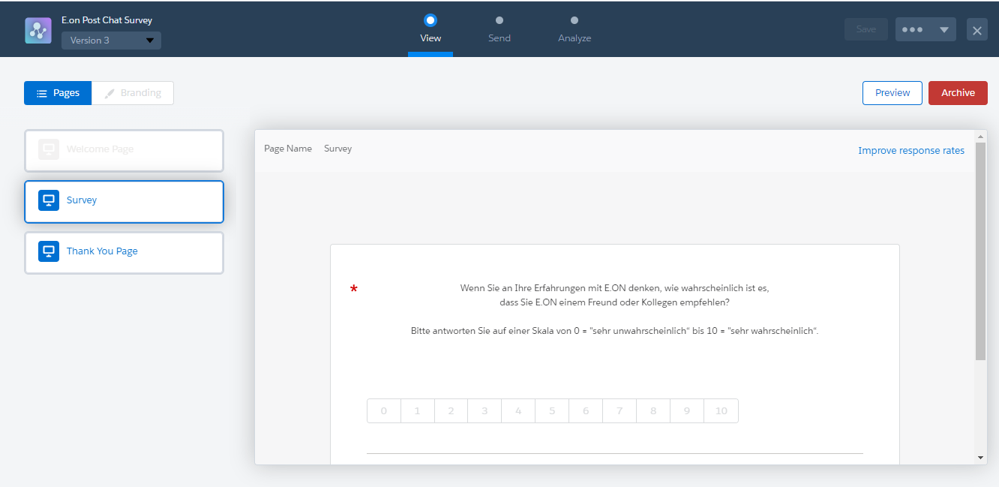 E.on Post Chat Survey
Version 3
View
Send
Analyze
Save
Pages
Branding
Preview
Archive
Welcome Page
Survey
Thank You Page
Page Name Survey
Improve response rates
* Wenn Sie an Ihre Erfahrungen mit E.ON denken, wie wahrscheinlich ist es,
dass Sie E.ON einem Freund oder Kollegen empfehlen?
Bitte antworten Sie auf einer Skala von 0 = "sehr unwahrscheinlich“ bis 10 = "sehr wahrscheinlich“.
0 1 2 3 4 5 6 7 8 9 10